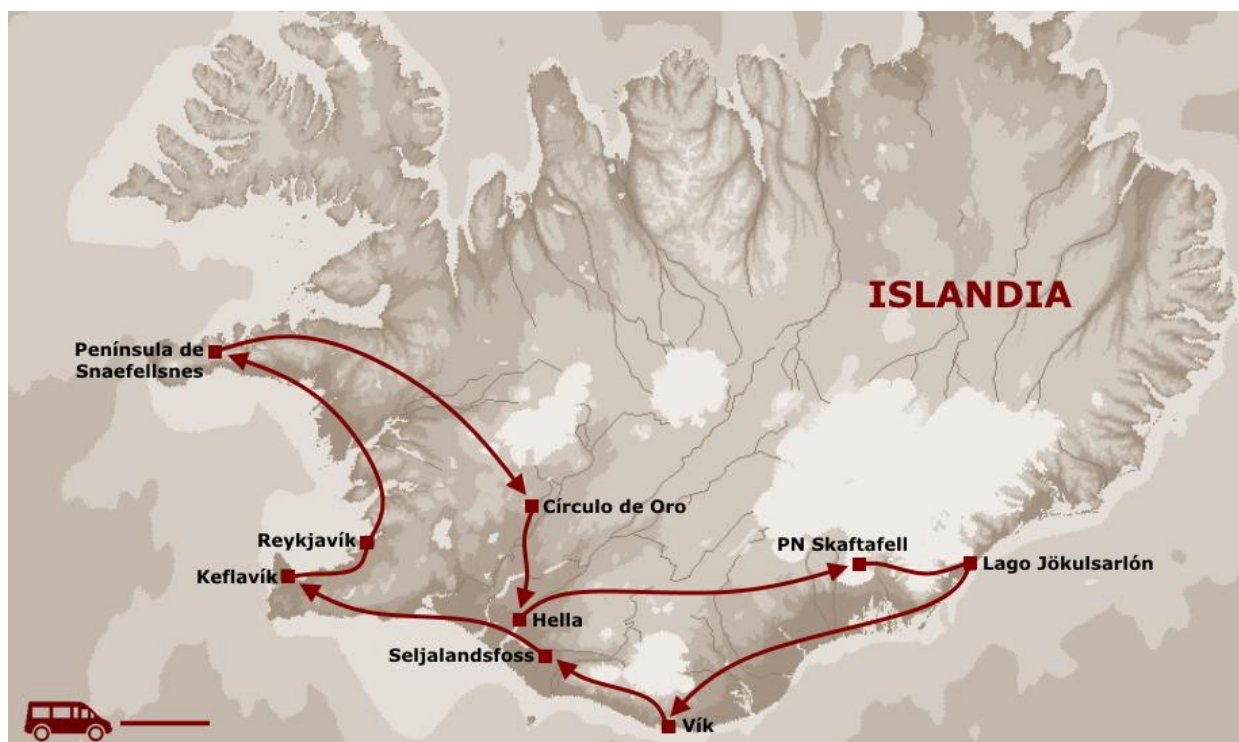 ISLANDIA
Península de
Snaefellsnes
Círculo de Oro
Reykjavík
PN Skaftafell
Lago Jökulsarlón
Keflavík
Hella
Seljalandsfoss
Vík